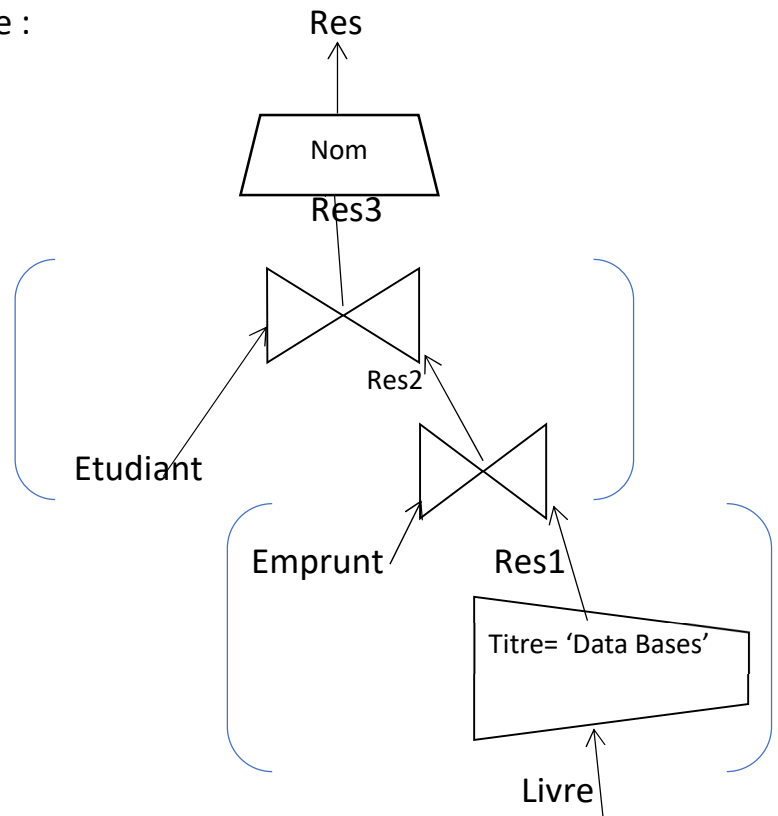 e :
Res
Nom
Res3
Res2
Etudiant
Emprunt
Res1
Titre= ‘Data Bases’
Livre